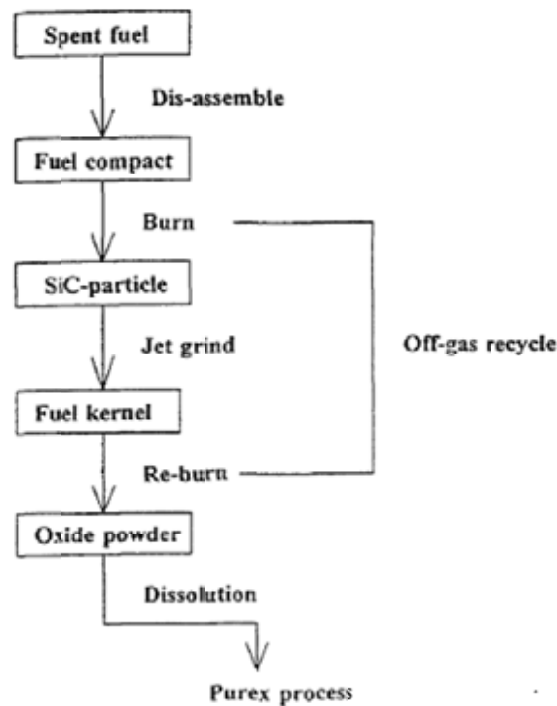 Spent fuel
Dis-assemble
Fuel compact
Burn
SiC-particle
Jet grind
Off-gas recycle
Fuel kernel
Re-burn
Oxide powder
Dissolution
Purex process